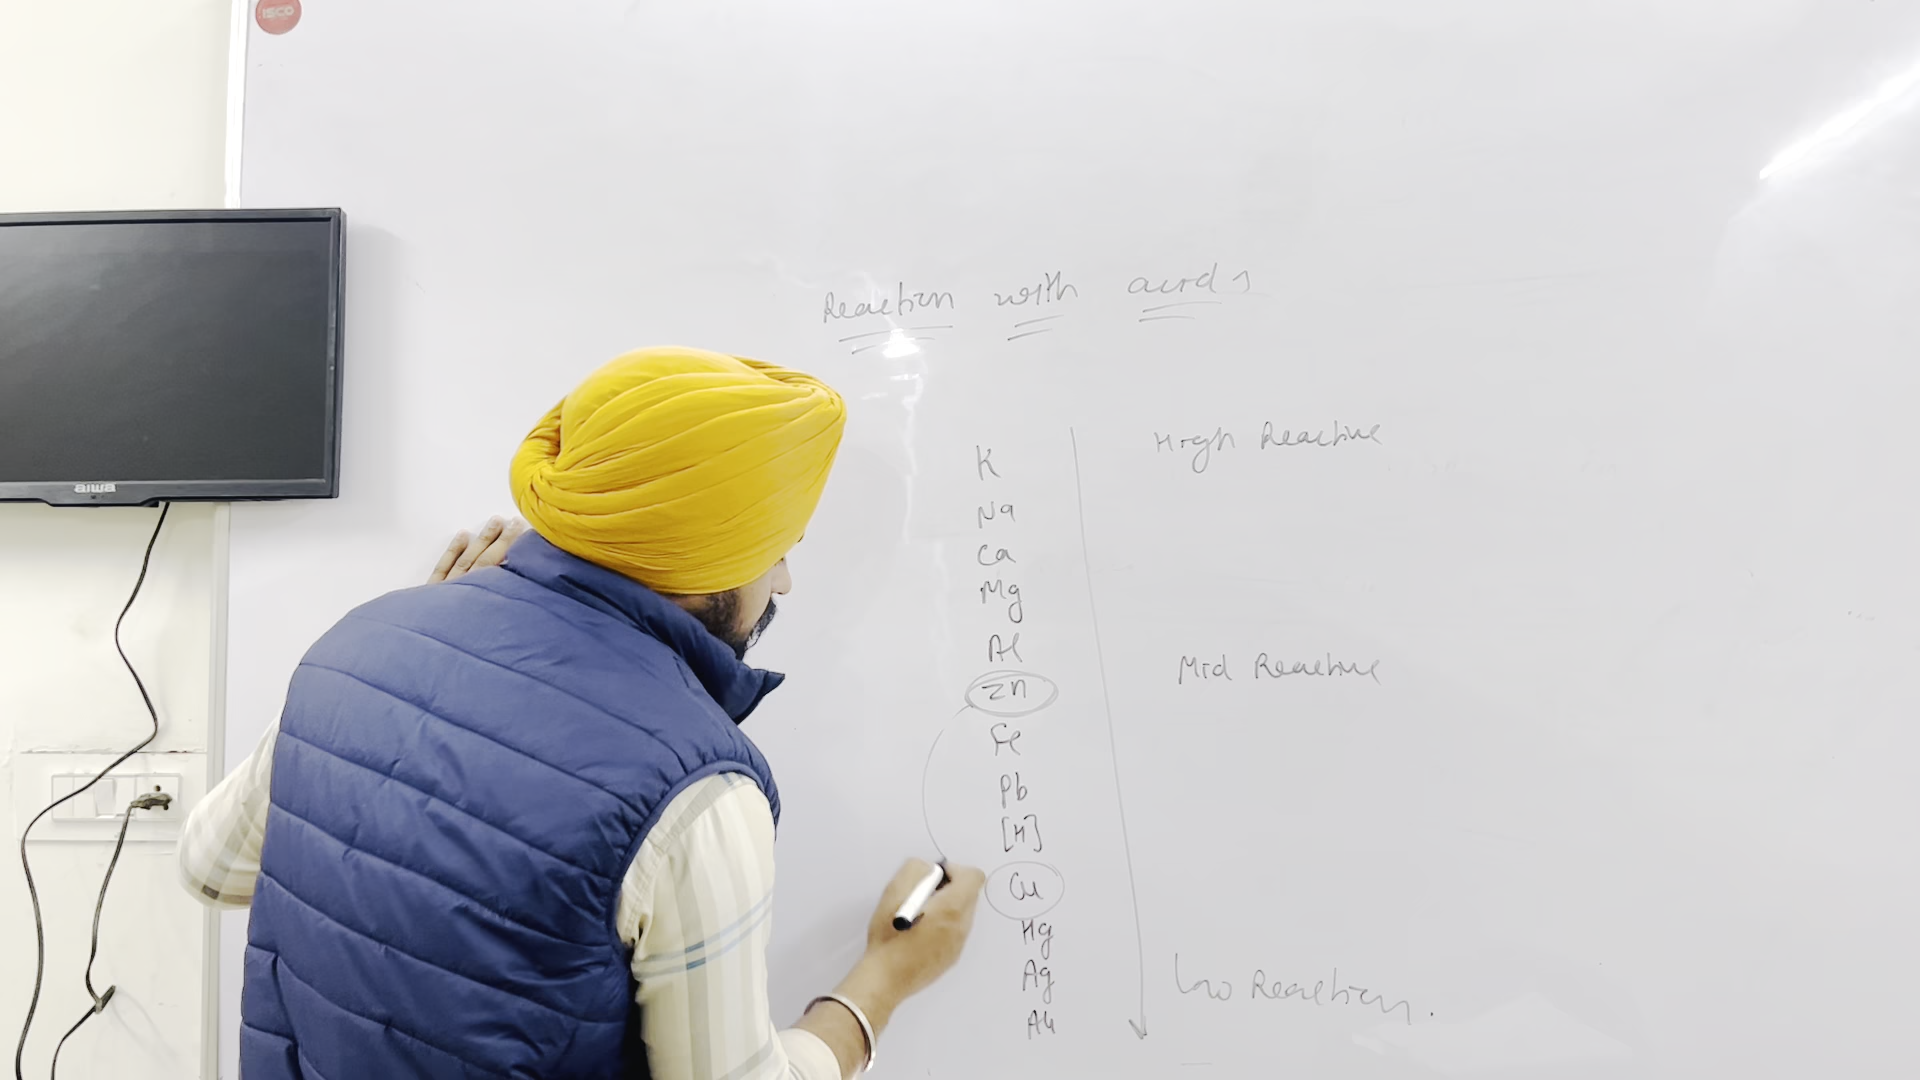 ISCO
aiwa
Reaction with acids
K
High Reactive
Na
Ca
Mg
Al
Mid Reactive
Zn
Fe
Pb
[H]
Cu
Hg
Ag
Low Reaction.
Au